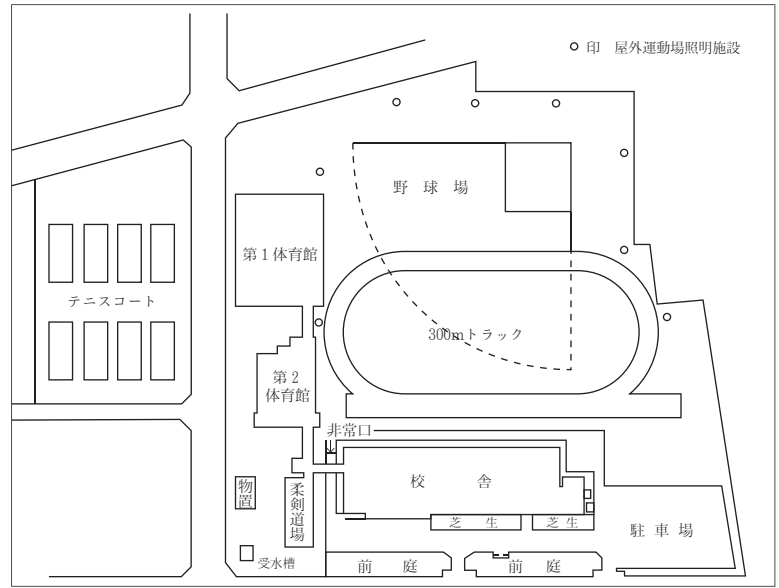 印　屋外運動場照明施設
野　球　場
第１体育館
テニスコート
300mトラック
第２
体育館
非常口
校　　舎
物置
柔剣道場
芝　生
芝　生
駐　車　場
受水槽
前　庭
前　庭